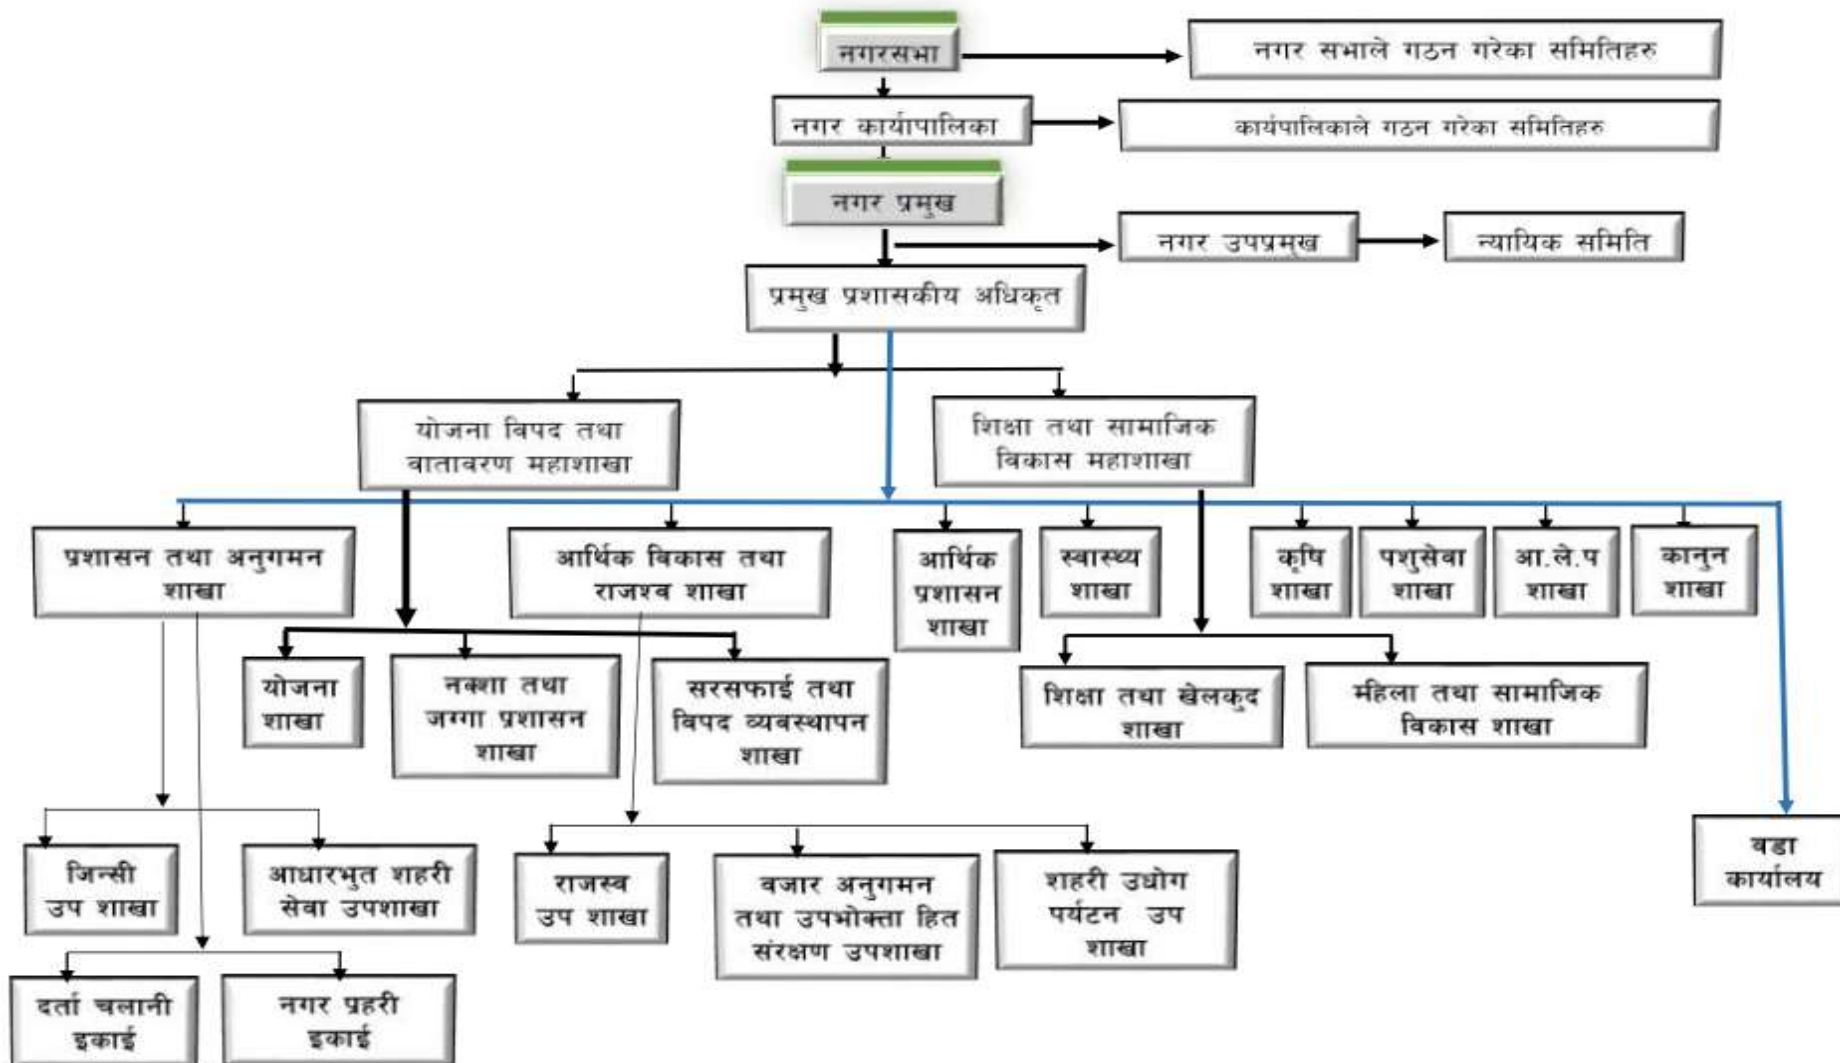 नगरसभा
नगर सभाले गठन गरेका समितिहरु
नगर कार्यापालिका
कार्यपालिकाले गठन गरेका समितिहरु
नगर प्रमुख
नगर उपप्रमुख
न्यायिक समिति
प्रमुख प्रशासकीय अधिकृत
योजना विपद तथा
वातावरण महाशाखा
शिक्षा तथा सामाजिक
विकास महाशाखा
प्रशासन तथा अनुगमन
शाखा
आर्थिक विकास तथा
राजश्व शाखा
आर्थिक
प्रशासन
शाखा
स्वास्थ्य
शाखा
कृषि
शाखा
पशुसेवा
शाखा
आ.ले.प
शाखा
कानुन
शाखा
योजना
शाखा
नक्शा तथा
जग्गा प्रशासन
शाखा
सरसफाई तथा
विपद व्यवस्थापन
शाखा
शिक्षा तथा खेलकुद
शाखा
महिला तथा सामाजिक
विकास शाखा
जिन्सी
उप शाखा
आधारभुत शहरी
सेवा उपशाखा
राजस्व
उप शाखा
वजार अनुगमन
तथा उपभोक्ता हित
संरक्षण उपशाखा
शहरी उधोग
पर्यटन उप
शाखा
वडा
कार्यालय
दर्ता चलानी
इकाई
नगर प्रहरी
इकाई